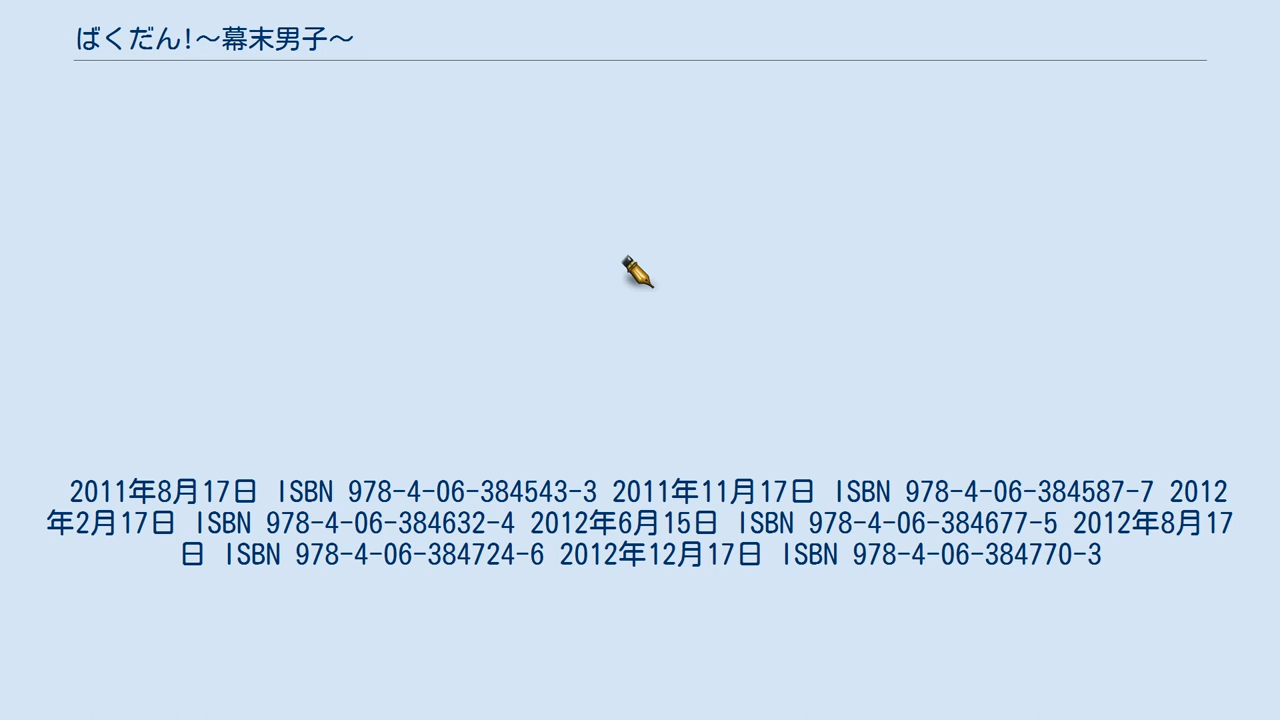 ばくだん!〜幕末男子〜
2011年8月17日 ISBN 978-4-06-384543-3 2011年11月17日 ISBN 978-4-06-384587-7 2012
年2月17日 ISBN 978-4-06-384632-4 2012年6月15日 ISBN 978-4-06-384677-5 2012年8月17
日 ISBN 978-4-06-384724-6 2012年12月17日 ISBN 978-4-06-384770-3